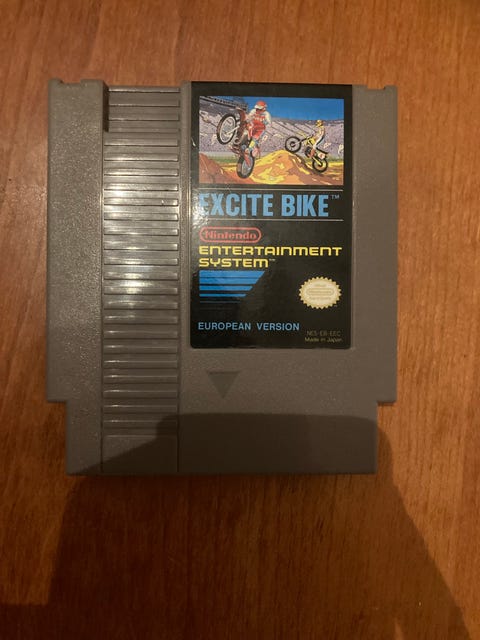 EXCITE BIKE™
Nintendo
ENTERTAINMENT
SYSTEM™
EUROPEAN VERSION
NES-EB-EEC
Made in Japan